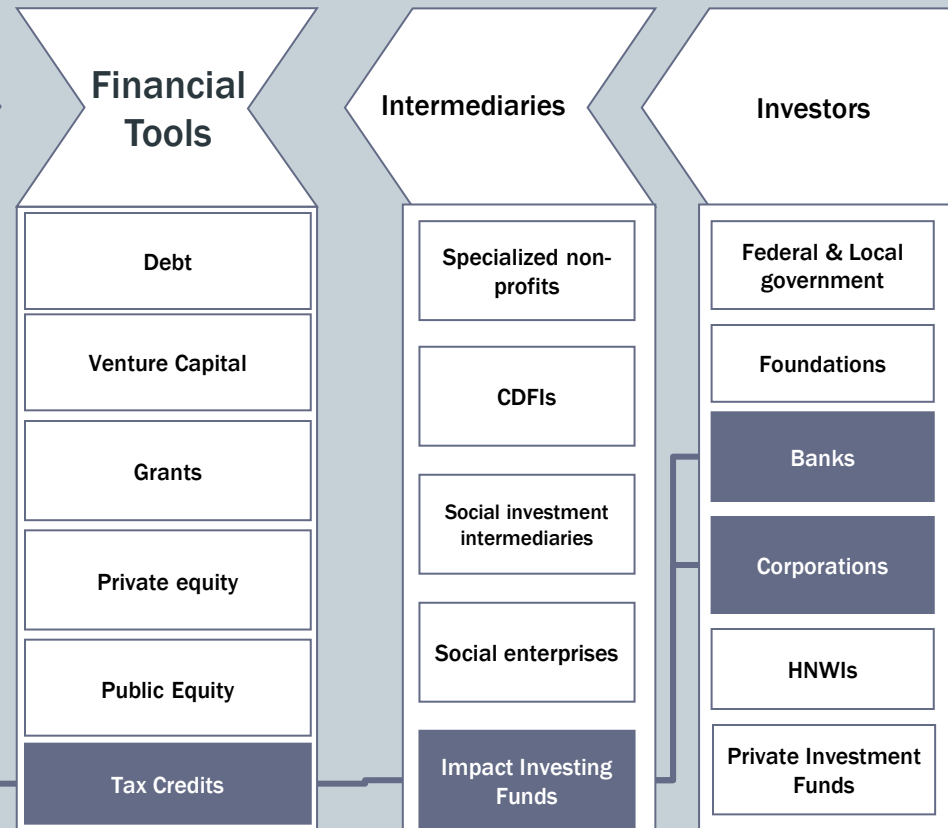 Financial
Tools
Debt
Venture Capital
Grants
Private equity
Public Equity
Tax Credits
Intermediaries
Specialized non-
profits
CDFIs
Social investment
intermediaries
Social enterprises
Impact Investing
Funds
Investors
Federal & Local
government
Foundations
Banks
Corporations
HNWIs
Private Investment
Funds